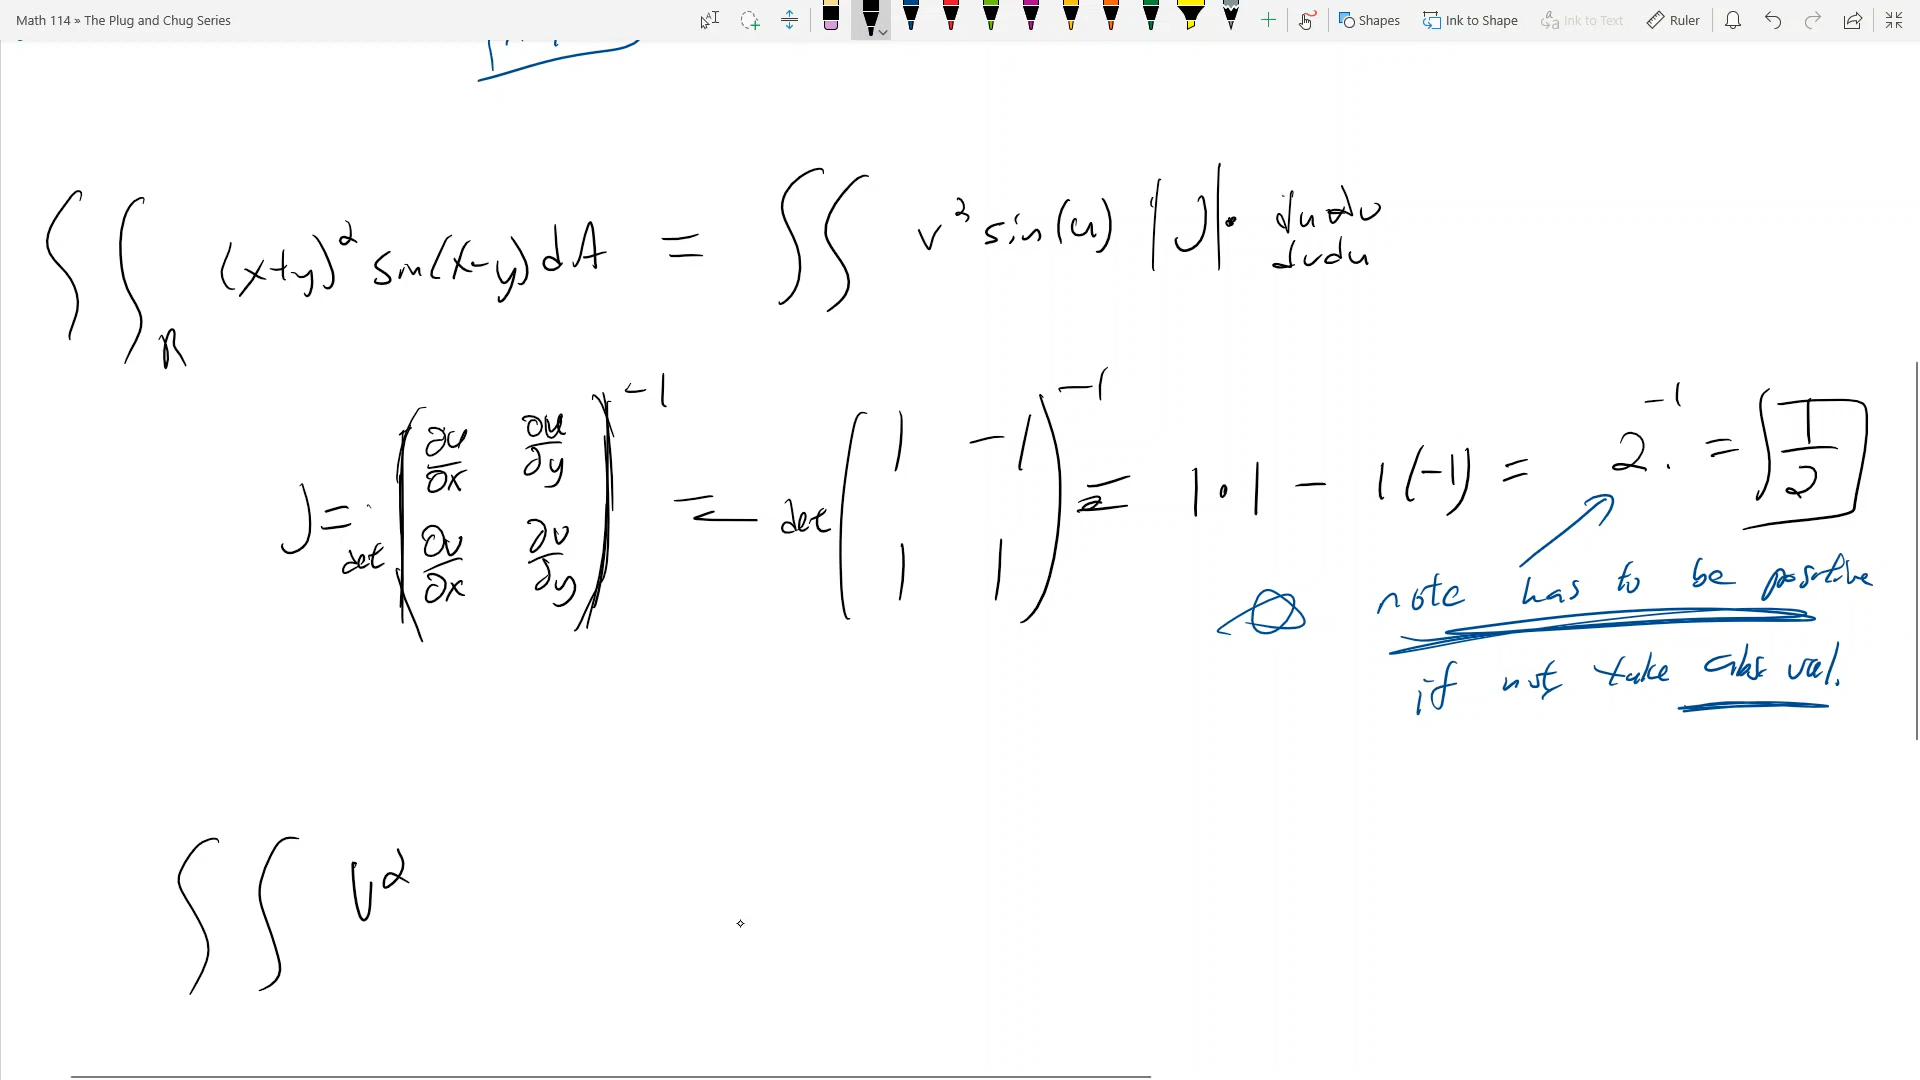 Math 114 » The Plug and Chug Series
Shapes
Ink to Shape
Ink to Text
Ruler
∫∫_R (x+y)² sin(x-y) dA = ∫∫ v² sin(u) |J| · du dv
dv du
J = det (∂u/∂x ∂u/∂y ∂v/∂x ∂v/∂y)⁻¹ = det (1 -1 1 1)⁻¹ = 1·1 - 1(-1) = 2⁻¹ = 1/2
note has to be positive
if not take abs val.
∫∫ v²